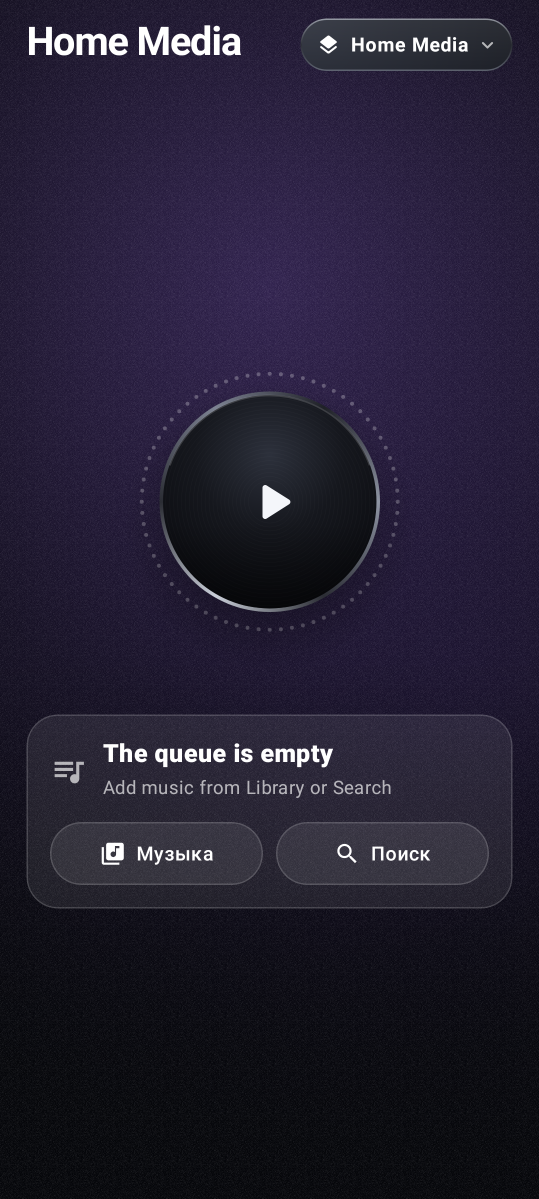 Home Media
Home Media
The queue is empty
Add music from Library or Search
Музыка
Поиск